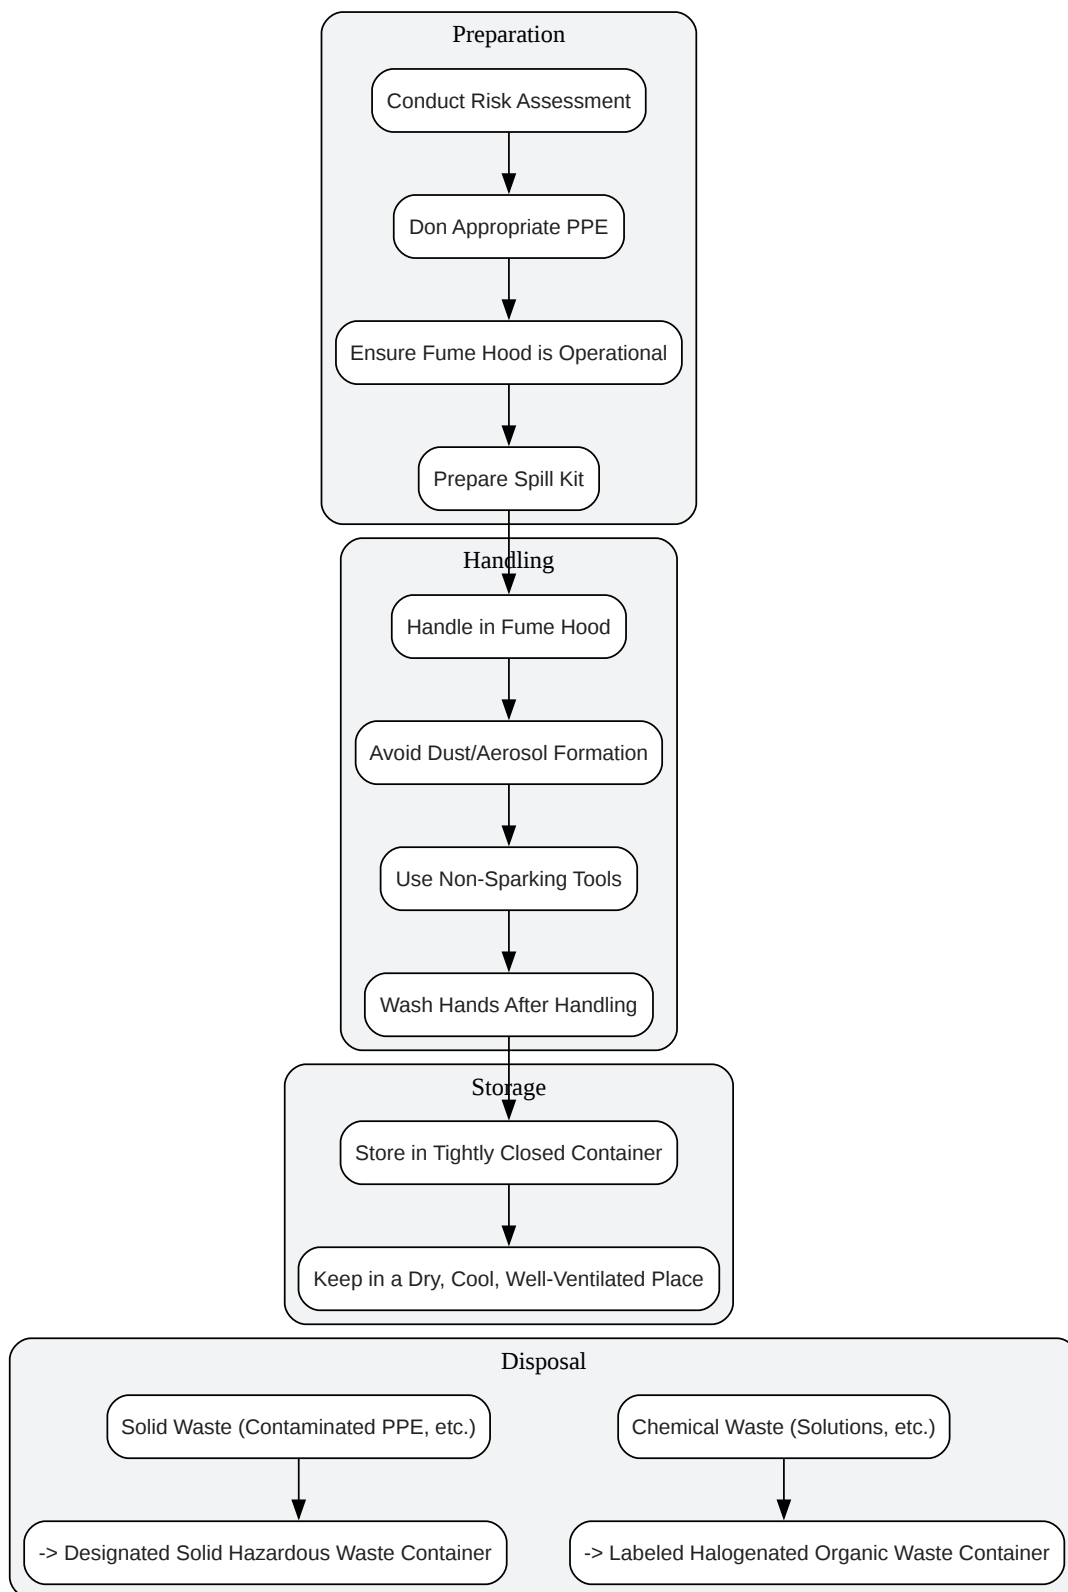 Preparation
Conduct Risk Assessment
Don Appropriate PPE
Ensure Fume Hood is Operational
Prepare Spill Kit
Handling
Handle in Fume Hood
Avoid Dust/Aerosol Formation
Use Non-Sparking Tools
Wash Hands After Handling
Storage
Store in Tightly Closed Container
Keep in a Dry, Cool, Well-Ventilated Place
Disposal
Solid Waste (Contaminated PPE, etc.)
Chemical Waste (Solutions, etc.)
-> Designated Solid Hazardous Waste Container
-> Labeled Halogenated Organic Waste Container